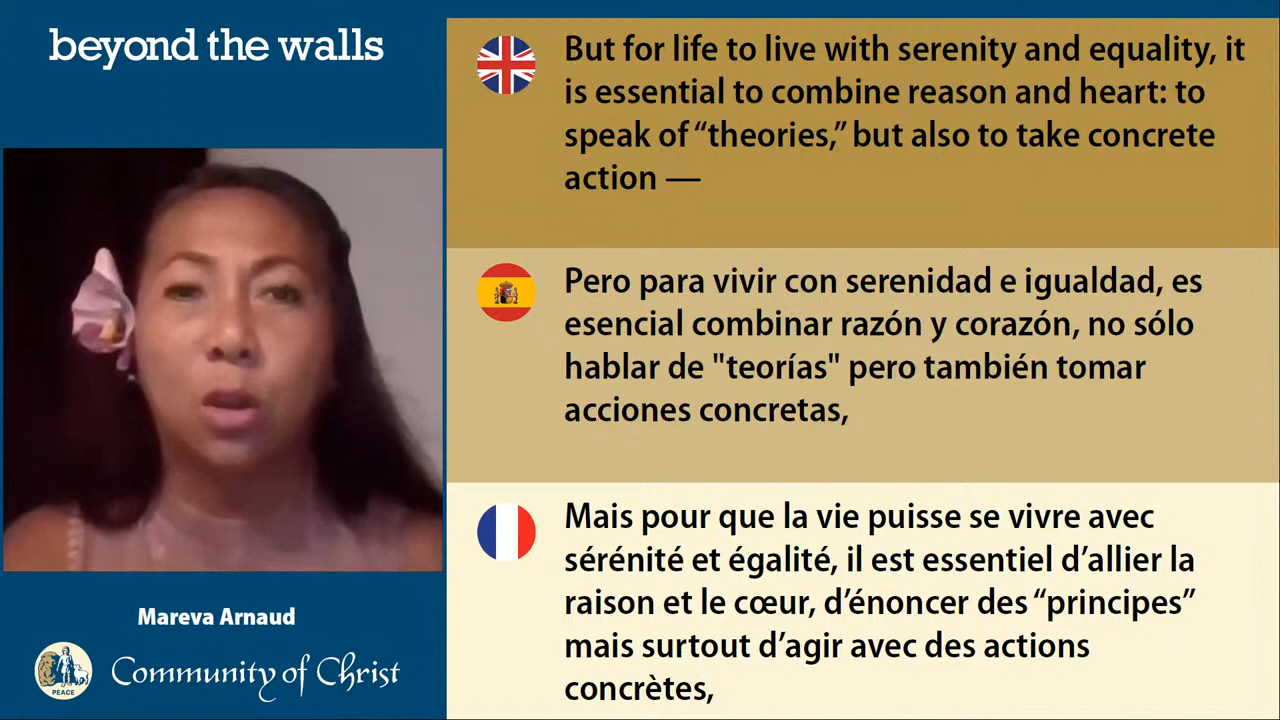 beyond the walls
But for life to live with serenity and equality, it
is essential to combine reason and heart: to
speak of “theories,” but also to take concrete
action —
Pero para vivir con serenidad e igualdad, es
esencial combinar razón y corazón, no sólo
hablar de "teorías" pero también tomar
acciones concretas,
Mais pour que la vie puisse se vivre avec
sérénité et égalité, il est essentiel d’allier la
raison et le cœur, d’énoncer des “principes”
mais surtout d’agir avec des actions
concrètes,
Mareva Arnaud
PEACE
Community of Christ